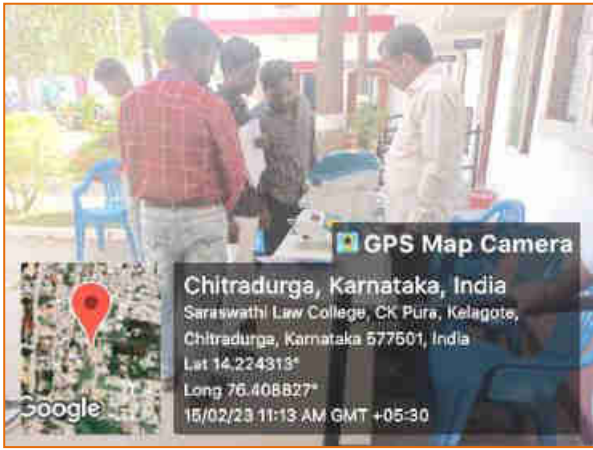 GPS Map Camera
Chitradurga, Karnataka, India
Saraswathi Law College, CK Pura, Kelagote,
Chitradurga, Karnataka 577501, India
Lat 14.224313°
Long 76.408827°
15/02/23 11:13 AM GMT +05:30
Google